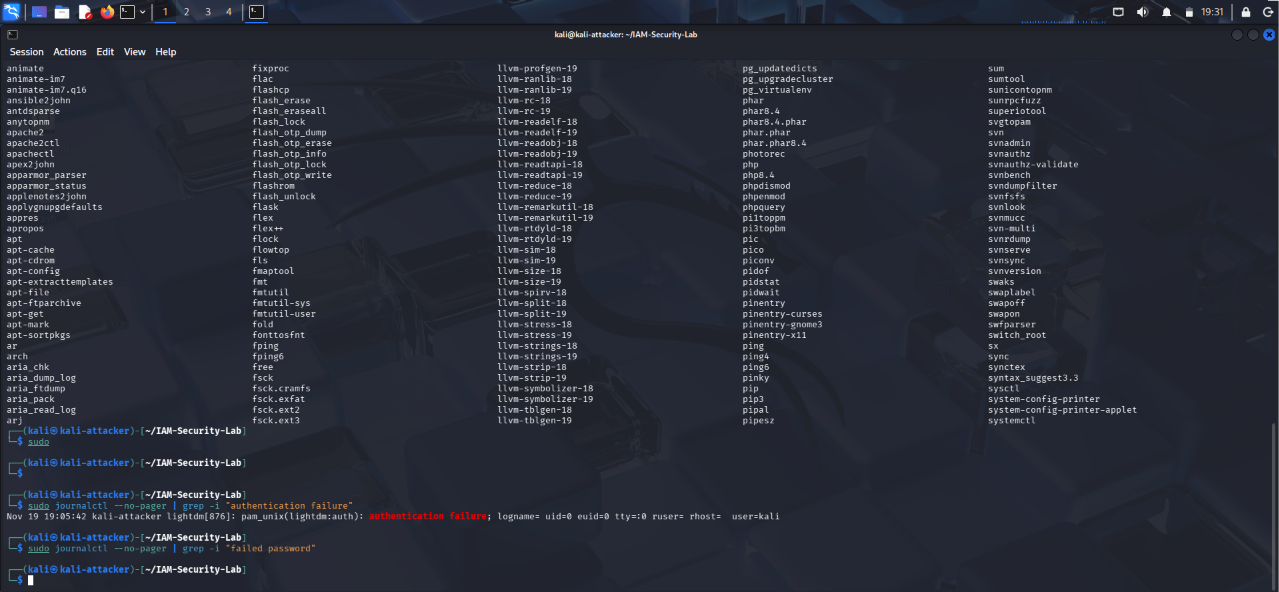 1 2 3 4 19:31
kali@kali-attacker: ~/IAM-Security-Lab
Session Actions Edit View Help
animate fixproc llvm-profgen-19 pg_updatedicts sum
animate-im7 flac llvm-ranlib-18 pg_upgradecluster sumtool
animate-im7.q16 flashcp llvm-ranlib-19 pg_virtualenv sunicontopnm
ansible2john flash_erase llvm-rc-18 phar sunrpcfuzz
antdsparse flash_eraseall llvm-rc-19 phar8.4 superiotool
anytopnm flash_lock llvm-readelf-18 phar8.4.phar svgtopam
apache2 flash_otp_dump llvm-readelf-19 phar.phar svn
apache2ctl flash_otp_erase llvm-readobj-18 phar.phar8.4 svnadmin
apachectl flash_otp_info llvm-readobj-19 photorec svnauthz
apex2john flash_otp_lock llvm-readtapi-18 php svnauthz-validate
apparmor_parser flash_otp_write llvm-readtapi-19 php8.4 svnbench
apparmor_status flashrom llvm-reduce-18 phpdismod svndumpfilter
applenotes2john flash_unlock llvm-reduce-19 phpenmod svnfsfs
applygnupgdefaults flask llvm-remarkutil-18 phpquery svnlook
appres flex llvm-remarkutil-19 pi1toppm svnmucc
apropos flex++ llvm-rtdyld-18 pi3topbm svn-multi
apt flock llvm-rtdyld-19 pic svnrdump
apt-cache flowtop llvm-sim-18 pico svnserve
apt-cdrom fls llvm-sim-19 piconv svnsync
apt-config fmaptool llvm-size-18 pidof svnversion
apt-extracttemplates fmt llvm-size-19 pidstat swaks
apt-file fmtutil llvm-spirv-18 pidwait swaplabel
apt-ftparchive fmtutil-sys llvm-split-18 pinentry swapoff
apt-get fmtutil-user llvm-split-19 pinentry-curses swapon
apt-mark fold llvm-stress-18 pinentry-gnome3 swfparser
apt-sortpkgs fonttosfnt llvm-stress-19 pinentry-x11 switch_root
ar fping llvm-strings-18 ping sx
arch fping6 llvm-strings-19 ping4 sync
aria_chk free llvm-strip-18 ping6 synctex
aria_dump_log fsck llvm-strip-19 pinky syntax_suggest3.3
aria_ftdump fsck.cramfs llvm-symbolizer-18 pip sysctl
aria_pack fsck.exfat llvm-symbolizer-19 pip3 system-config-printer
aria_read_log fsck.ext2 llvm-tblgen-18 pipal system-config-printer-applet
arj fsck.ext3 llvm-tblgen-19 pipesz systemctl
┌──(kali㉿kali-attacker)-[~/IAM-Security-Lab]
└─$ sudo
┌──(kali㉿kali-attacker)-[~/IAM-Security-Lab]
└─$
┌──(kali㉿kali-attacker)-[~/IAM-Security-Lab]
└─$ sudo journalctl --no-pager | grep -i "authentication failure"
Nov 19 19:05:42 kali-attacker lightdm[876]: pam_unix(lightdm:auth): authentication failure; logname= uid=0 euid=0 tty=:0 ruser= rhost=  user=kali
┌──(kali㉿kali-attacker)-[~/IAM-Security-Lab]
└─$ sudo journalctl --no-pager | grep -i "failed password"
┌──(kali㉿kali-attacker)-[~/IAM-Security-Lab]
└─$